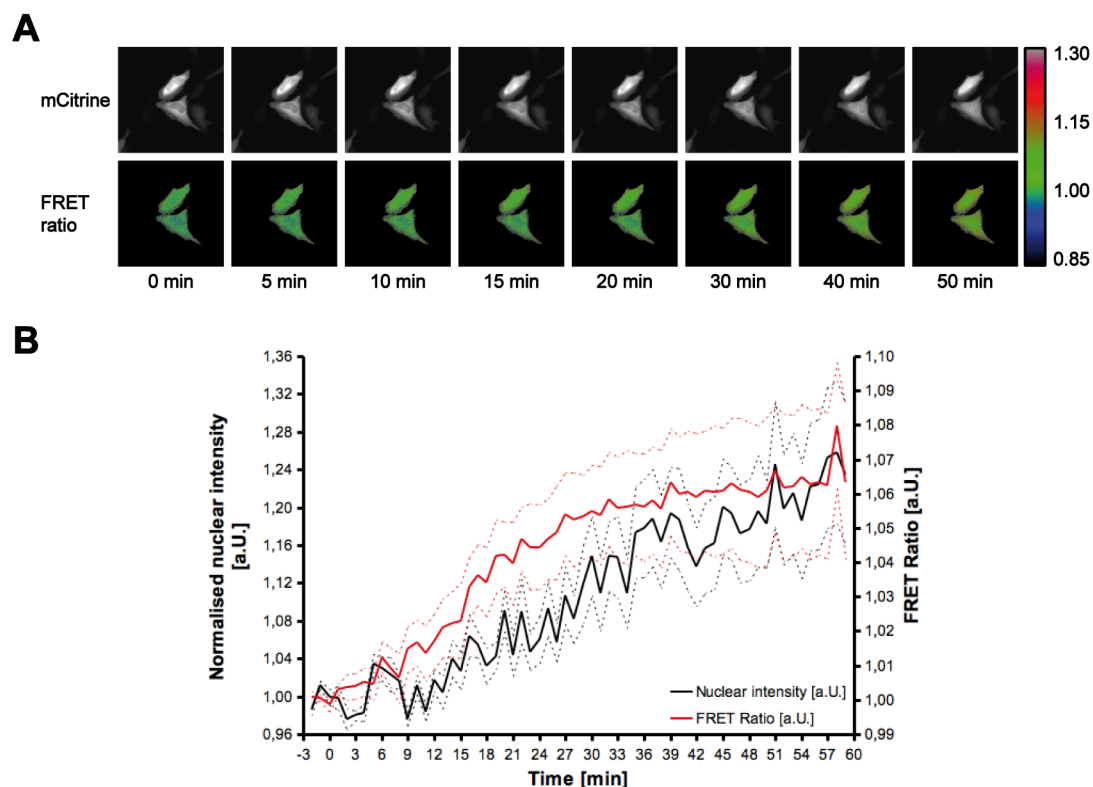 A
mCitrine
FRET
ratio
0 min 5 min 10 min 15 min 20 min 30 min 40 min 50 min
1.30
1.15
1.00
0.85
B
Normalised nuclear intensity
[a.U.]
1,36
1,32
1,28
1,24
1,20
1,16
1,12
1,08
1,04
1,00
0,96
1,10
1,09
1,08
1,07
1,06
1,05
1,04
1,03
1,02
1,01
1,00
0,99
FRET Ratio [a.U.]
Nuclear intensity [a.U.]
FRET Ratio [a.U.]
-3 0 3 6 9 12 15 18 21 24 27 30 33 36 39 42 45 48 51 54 57 60
Time [min]